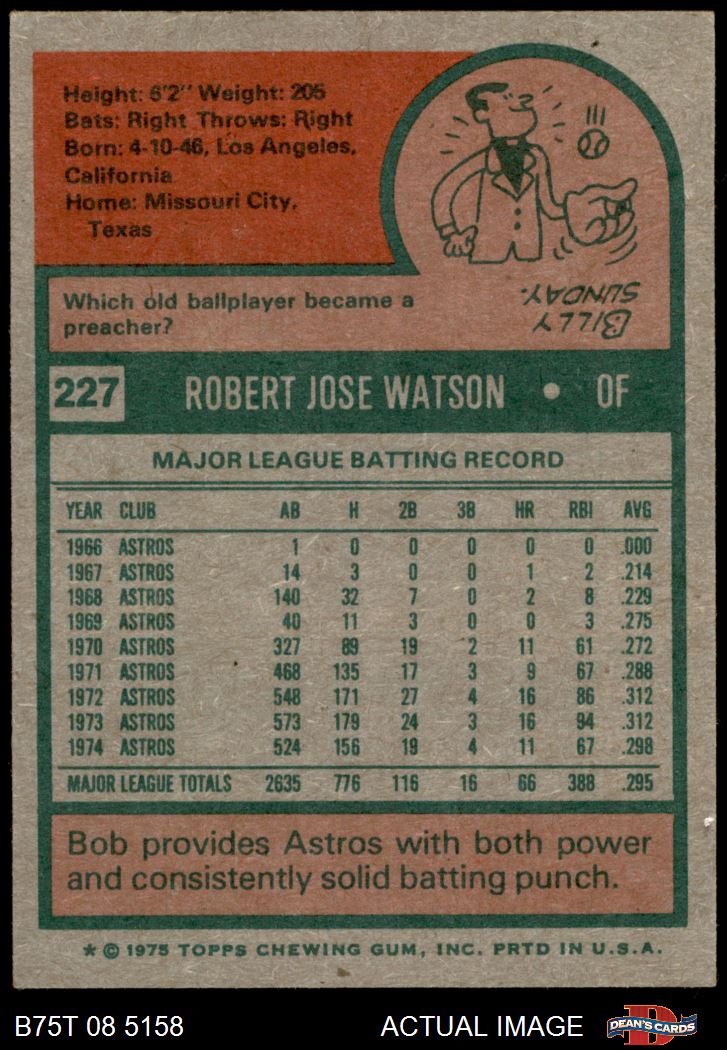 Height: 6'2" Weight: 205
Bats: Right Throws: Right
Born: 4-10-46, Los Angeles,
California
Home: Missouri City,
Texas
BILLY
SUNDAY.
Which old ballplayer became a
preacher?
227 ROBERT JOSE WATSON • OF
MAJOR LEAGUE BATTING RECORD
YEAR CLUB AB H 2B 3B HR RBI AVG
1966 ASTROS 1 0 0 0 0 0 .000
1967 ASTROS 14 3 0 0 1 2 .214
1968 ASTROS 140 32 7 0 2 8 .229
1969 ASTROS 40 11 3 0 0 3 .275
1970 ASTROS 327 89 19 2 11 61 .272
1971 ASTROS 468 135 17 3 9 67 .288
1972 ASTROS 548 171 27 4 16 86 .312
1973 ASTROS 573 179 24 3 16 94 .312
1974 ASTROS 524 156 19 4 11 67 .298
MAJOR LEAGUE TOTALS 2635 776 116 16 66 388 .295
Bob provides Astros with both power
and consistently solid batting punch.
* © 1975 TOPPS CHEWING GUM, INC. PRTD IN U.S.A.
B75T 08 5158 ACTUAL IMAGE D DEAN'S CARDS